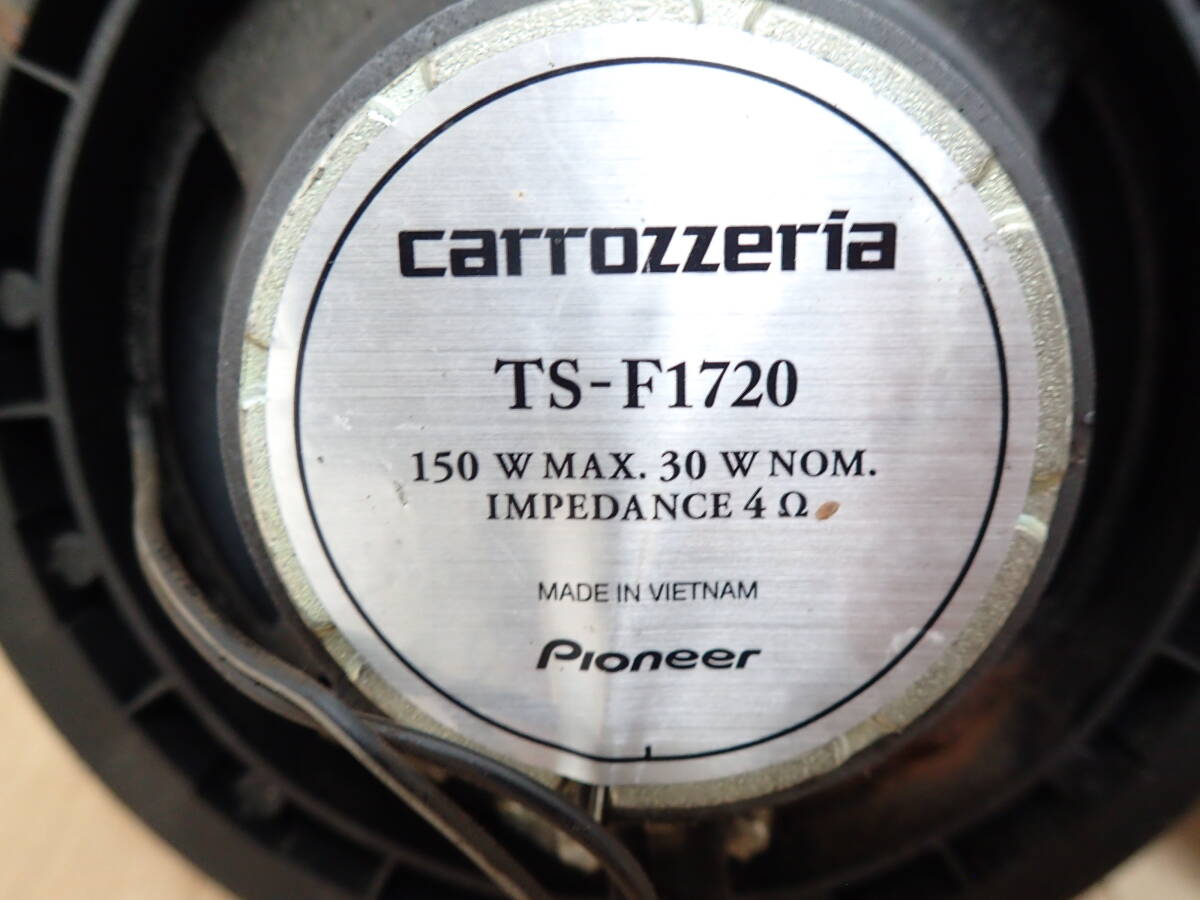 carrozzeria
TS-F1720
150 W MAX. 30 W NOM.
IMPEDANCE 4 Ω
MADE IN VIETNAM
Pioneer